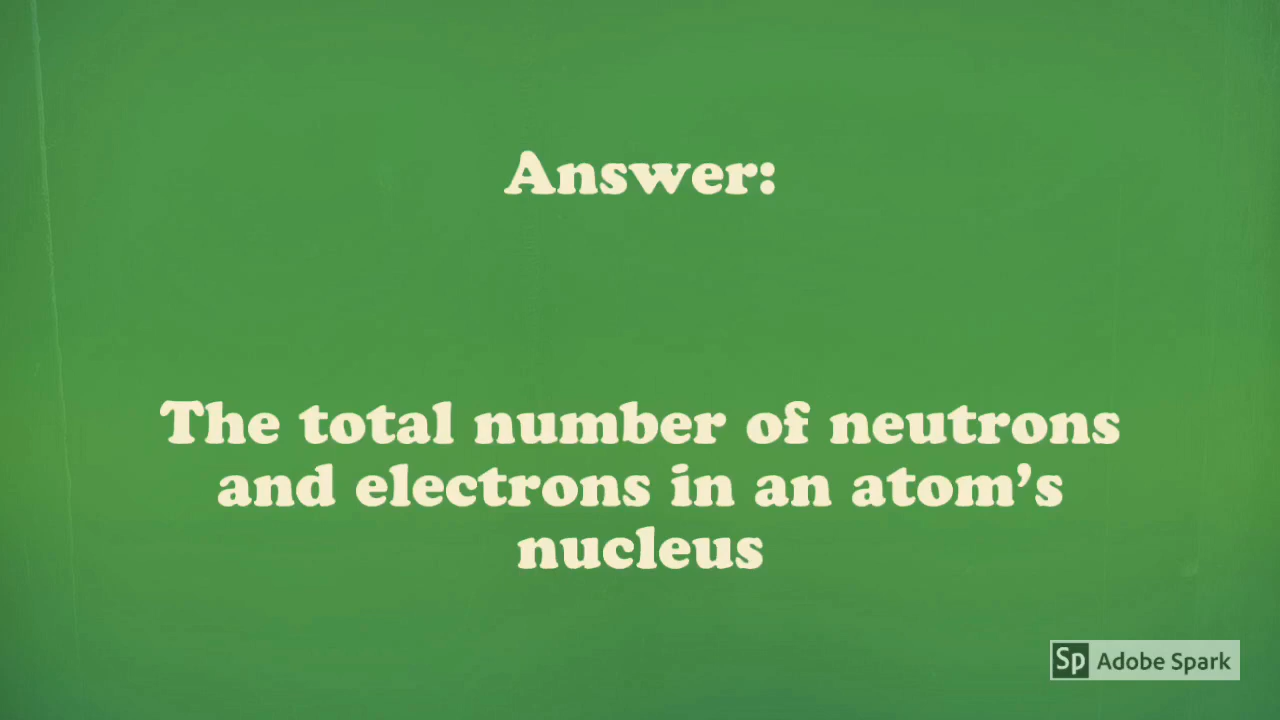 Answer:
The total number of neutrons
and electrons in an atom’s
nucleus
Sp Adobe Spark